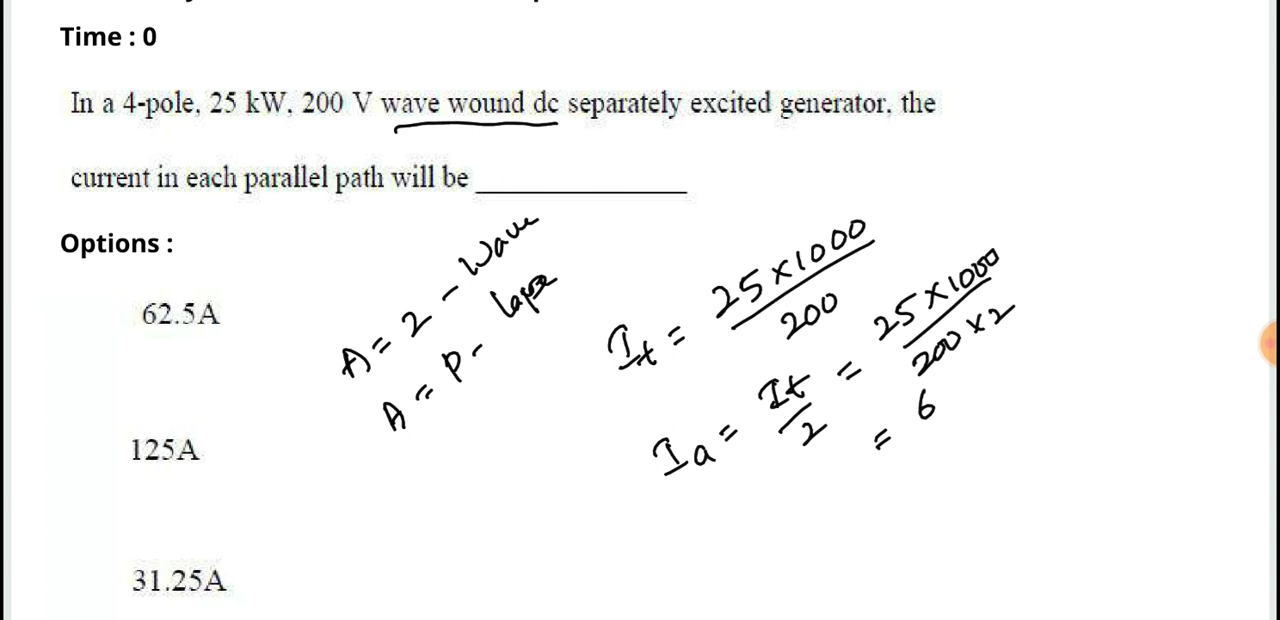 Time : 0
In a 4-pole, 25 kW, 200 V wave wound dc separately excited generator, the
current in each parallel path will be ______________
Options :
62.5A
125A
31.25A
A = 2 - Wave
A = P -
It = 25×1000 / 200
Ia = It / 2 = 25×1000 / 200×2
= 6